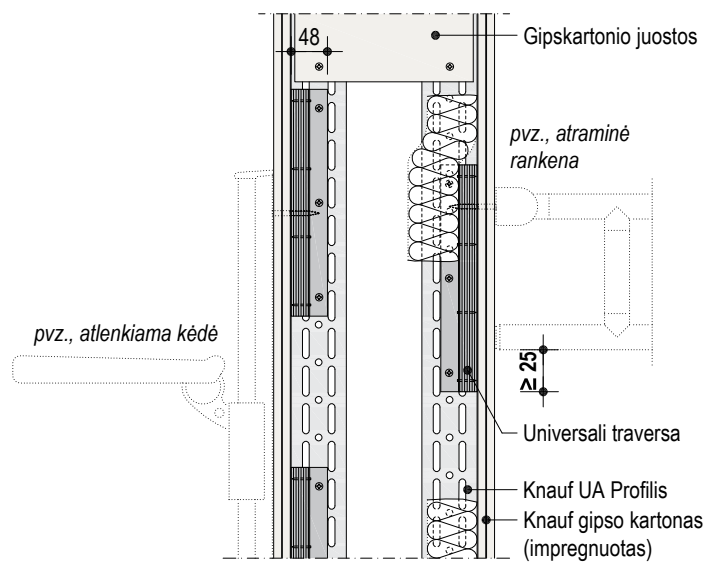 48
Gipskartonio juostos
pvz., atraminė
rankena
pvz., atlenkiama kėdė
≥ 25
Universali traversa
Knauf UA Profilis
Knauf gipso kartonas
(impregnuotas)